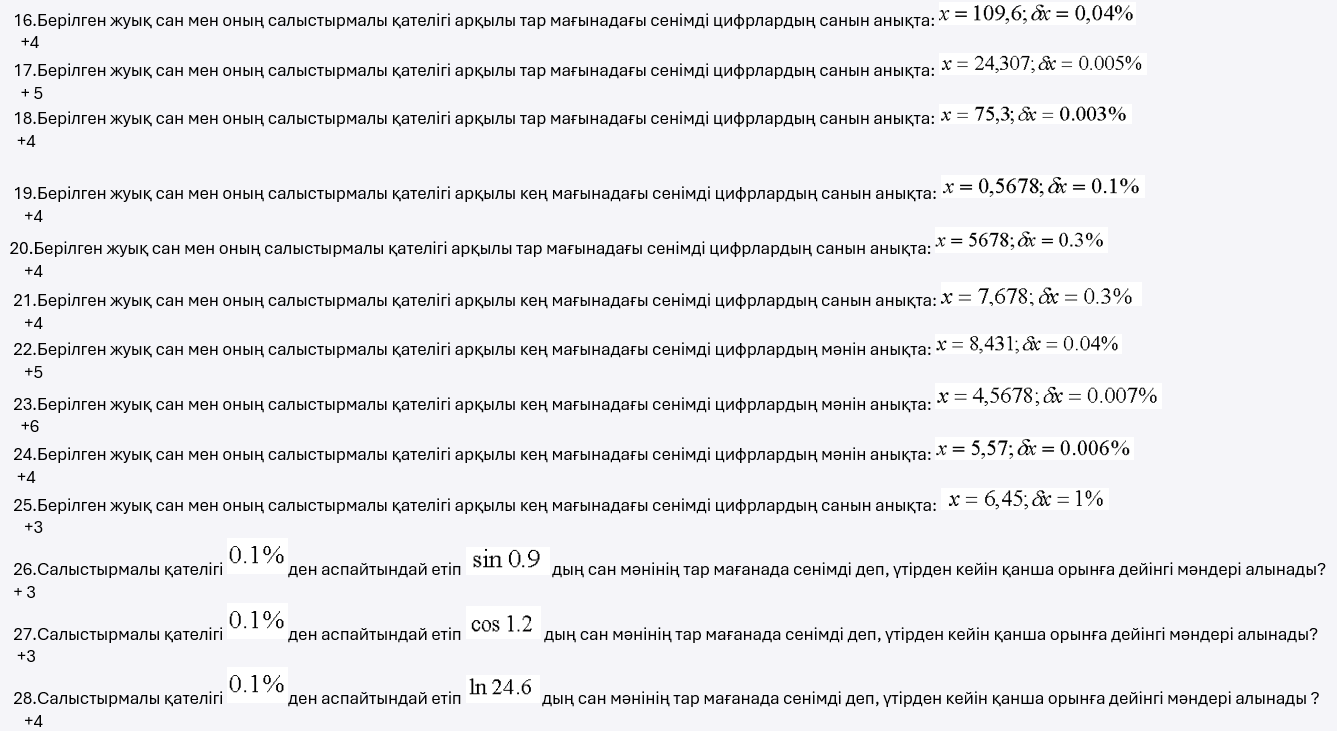 16.Берілген жуық сан мен оның салыстырмалы қателігі арқылы тар мағынадағы сенімді цифрлардың санын анықта: x = 109,6; δx = 0,04%
+4
17.Берілген жуық сан мен оның салыстырмалы қателігі арқылы тар мағынадағы сенімді цифрлардың санын анықта: x = 24,307; δx = 0.005%
+ 5
18.Берілген жуық сан мен оның салыстырмалы қателігі арқылы тар мағынадағы сенімді цифрлардың санын анықта: x = 75,3; δx = 0.003%
+4
19.Берілген жуық сан мен оның салыстырмалы қателігі арқылы кең мағынадағы сенімді цифрлардың санын анықта: x = 0,5678; δx = 0.1%
+4
20.Берілген жуық сан мен оның салыстырмалы қателігі арқылы тар мағынадағы сенімді цифрлардың санын анықта: x = 5678; δx = 0.3%
+4
21.Берілген жуық сан мен оның салыстырмалы қателігі арқылы кең мағынадағы сенімді цифрлардың санын анықта: x = 7,678; δx = 0.3%
+4
22.Берілген жуық сан мен оның салыстырмалы қателігі арқылы кең мағынадағы сенімді цифрлардың мәнін анықта: x = 8,431; δx = 0.04%
+5
23.Берілген жуық сан мен оның салыстырмалы қателігі арқылы кең мағынадағы сенімді цифрлардың мәнін анықта: x = 4,5678; δx = 0.007%
+6
24.Берілген жуық сан мен оның салыстырмалы қателігі арқылы кең мағынадағы сенімді цифрлардың мәнін анықта: x = 5,57; δx = 0.006%
+4
25.Берілген жуық сан мен оның салыстырмалы қателігі арқылы кең мағынадағы сенімді цифрлардың санын анықта: x = 6,45; δx = 1%
+3
26.Салыстырмалы қателігі 0.1% ден аспайтындай етіп sin 0.9 дың сан мәнінің тар мағанада сенімді деп, үтірден кейін қанша орынға дейінгі мәндері алынады?
+ 3
27.Салыстырмалы қателігі 0.1% ден аспайтындай етіп cos 1.2 дың сан мәнінің тар мағанада сенімді деп, үтірден кейін қанша орынға дейінгі мәндері алынады?
+3
28.Салыстырмалы қателігі 0.1% ден аспайтындай етіп ln 24.6 дың сан мәнінің тар мағанада сенімді деп, үтірден кейін қанша орынға дейінгі мәндері алынады ?
+4